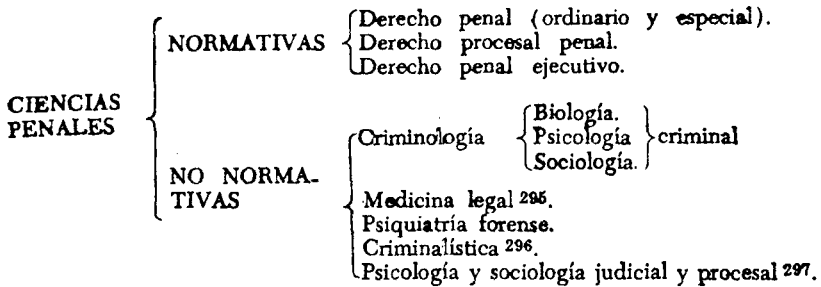 CIENCIAS
PENALES
NORMATIVAS
Derecho penal (ordinario y especial).
Derecho procesal penal.
Derecho penal ejecutivo.
NO NORMA-
TIVAS
Criminología
Biología.
Psicología
Sociología.
criminal
Medicina legal 295.
Psiquiatría forense.
Criminalística 296.
Psicología y sociología judicial y procesal 297.